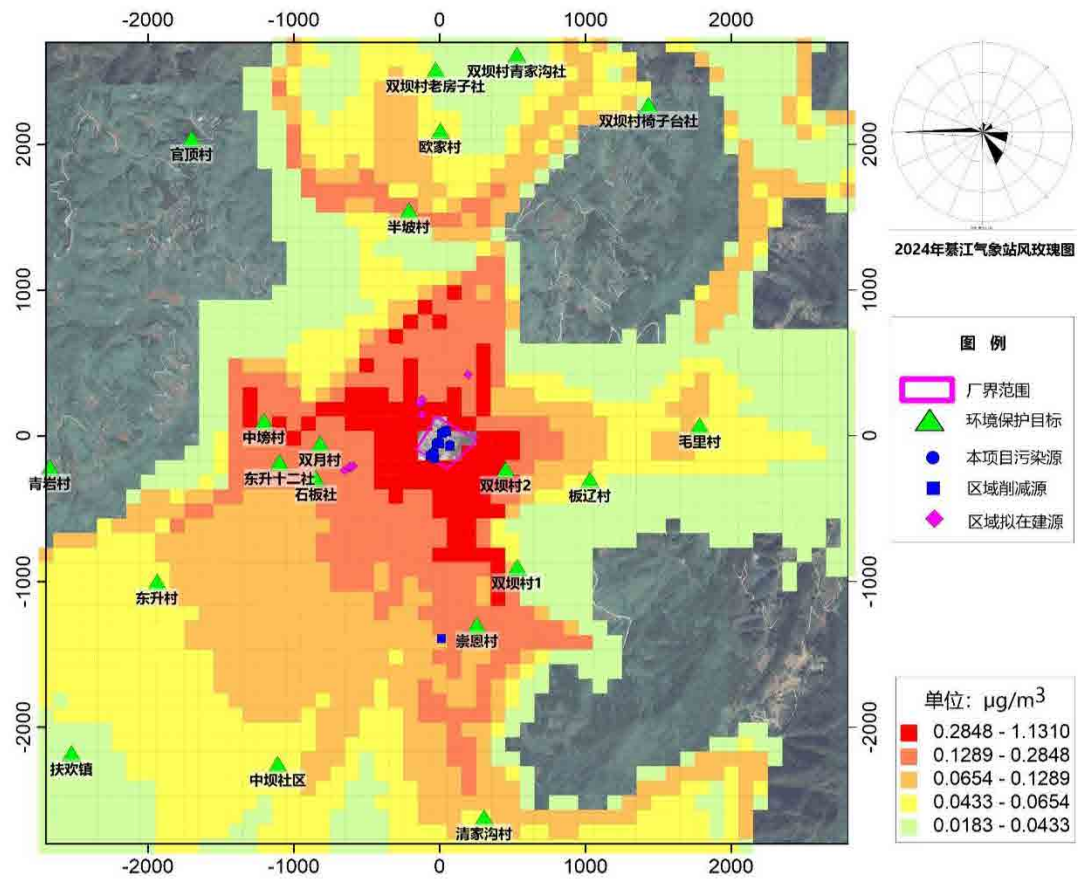 -2000
-1000
0
1000
2000
双坝村青家沟社
双坝村老房子社
双坝村椅子台社
2000
欧家村
官顶村
2000
半坡村
2024年綦江气象站风玫瑰图
1000
1000
图 例
厂界范围
环境保护目标
中塝村
毛里村
0
0
双月村
本项目污染源
东升十二社
青岩村
石板社
双坝村2
板辽村
区域削减源
区域拟在建源
双坝村1
-1000
-1000
东升村
崇恩村
单位：μg/m³
0.2848 - 1.1310
-2000
-2000
0.1289 - 0.2848
扶欢镇
中坝社区
0.0654 - 0.1289
0.0433 - 0.0654
清家沟村
0.0183 - 0.0433
-2000
-1000
0
1000
2000